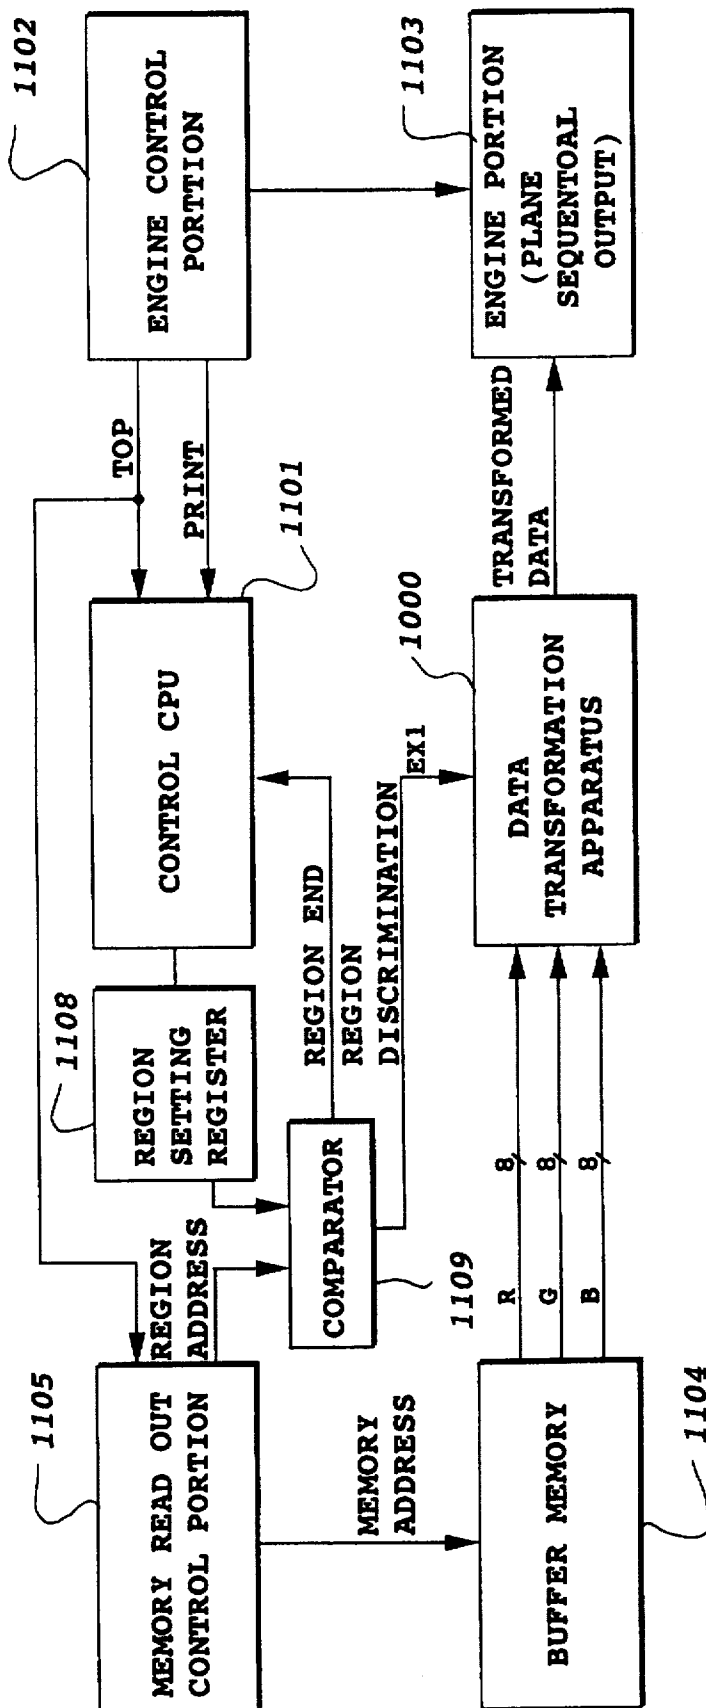 1105
MEMORY READ OUT
CONTROL PORTION
REGION
ADDRESS
1108
REGION
SETTING
REGISTER
CONTROL CPU
1101
TOP
PRINT
1102
ENGINE CONTROL
PORTTION
COMPARATOR
1109
REGION END
REGION
DISCRIMINATION
EX1
MEMORY
ADDRESS
BUFFER MEMORY
1104
R
8
G
8
B
8
1000
DATA
TRANSFORMATION
APPARATUS
TRANSFORMED
DATA
1103
ENGINE PORTION
(PLANE
SEQUENTOAL
OUTPUT)